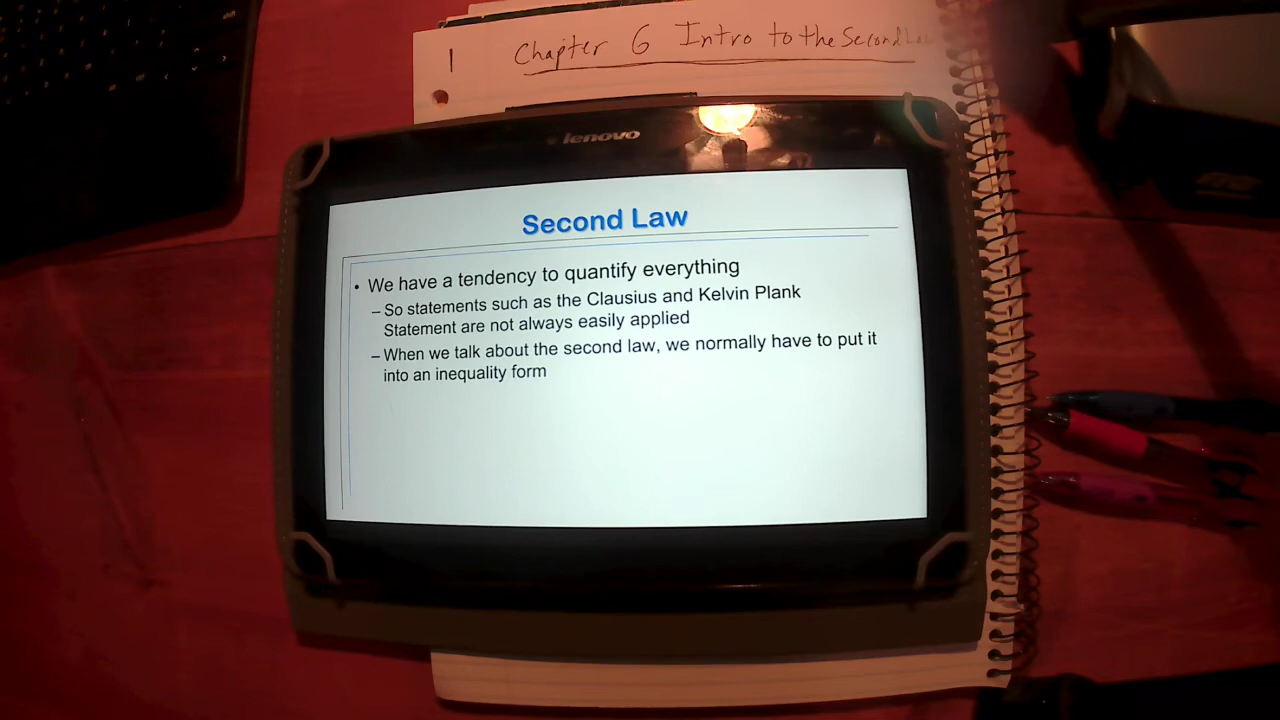 1 Chapter 6 Intro to the Second Law
lenovo
Second Law
• We have a tendency to quantify everything
– So statements such as the Clausius and Kelvin Plank
Statement are not always easily applied
– When we talk about the second law, we normally have to put it
into an inequality form